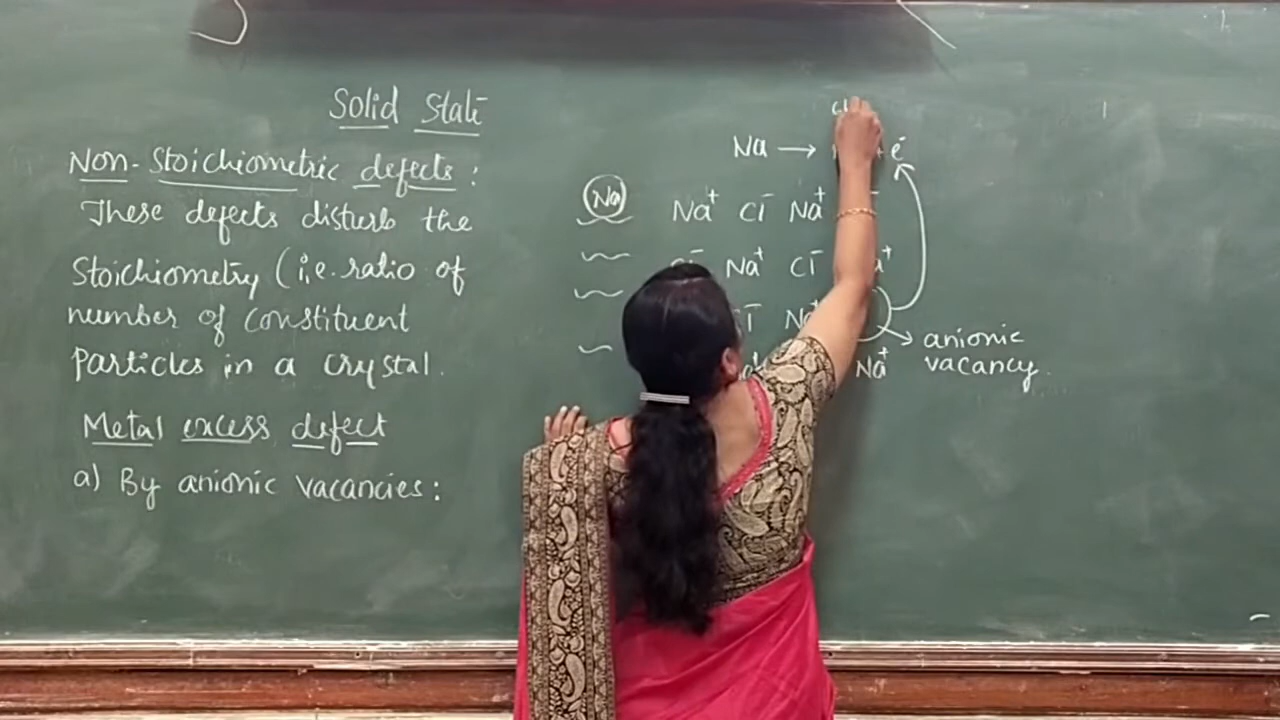 Solid State
Non-Stoichiometric defects :
These defects disturb the
Stoichiometry (i,e. ratio of
number of constituent
particles in a crystal.
Metal excess defect
a) By anionic vacancies :
Cl
Na → e⁻
Na
Na⁺ Cl⁻ Na⁺
Na⁺ Cl⁻
anionic
vacancy.
Na⁺